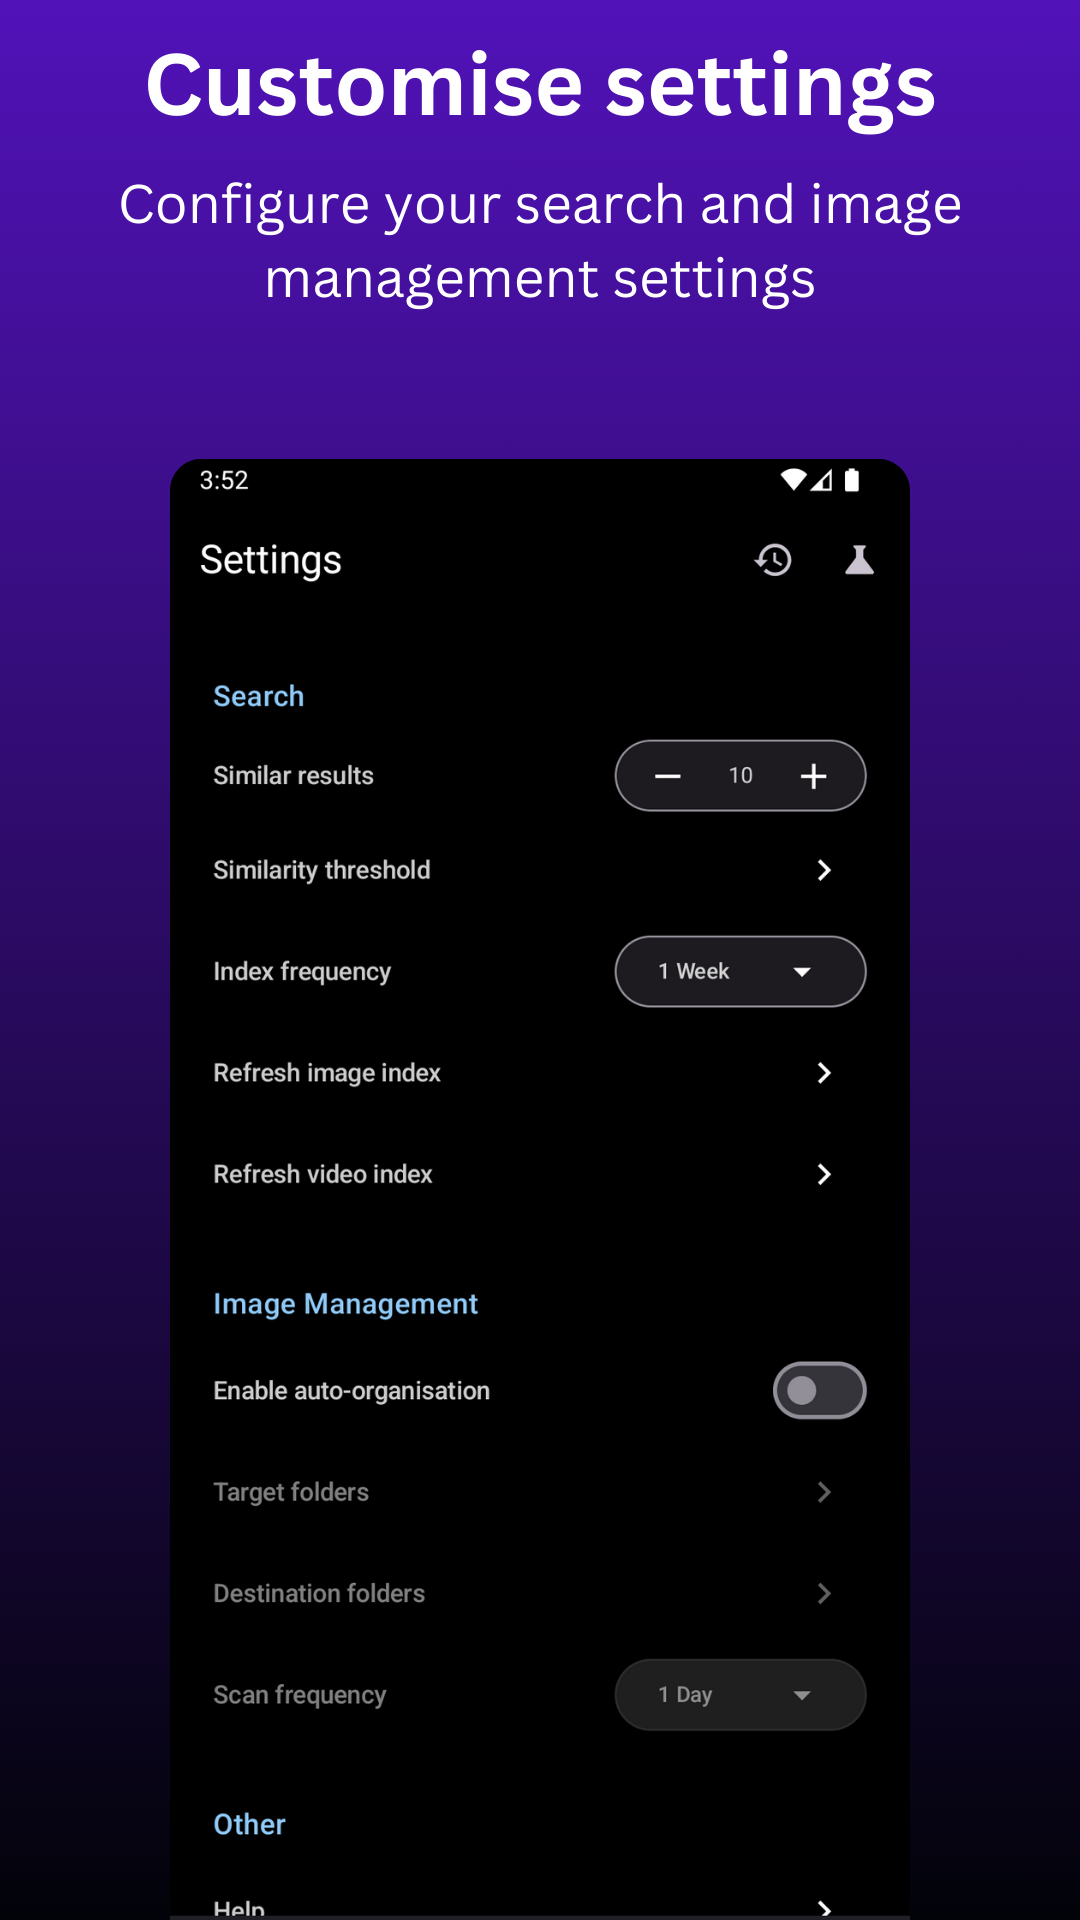 Customise settings
Configure your search and image
management settings
3:52
Settings
Search
Similar results
10
Similarity threshold
Index frequency
1 Week
Refresh image index
Refresh video index
Image Management
Enable auto-organisation
Target folders
Destination folders
Scan frequency
1 Day
Other
Help